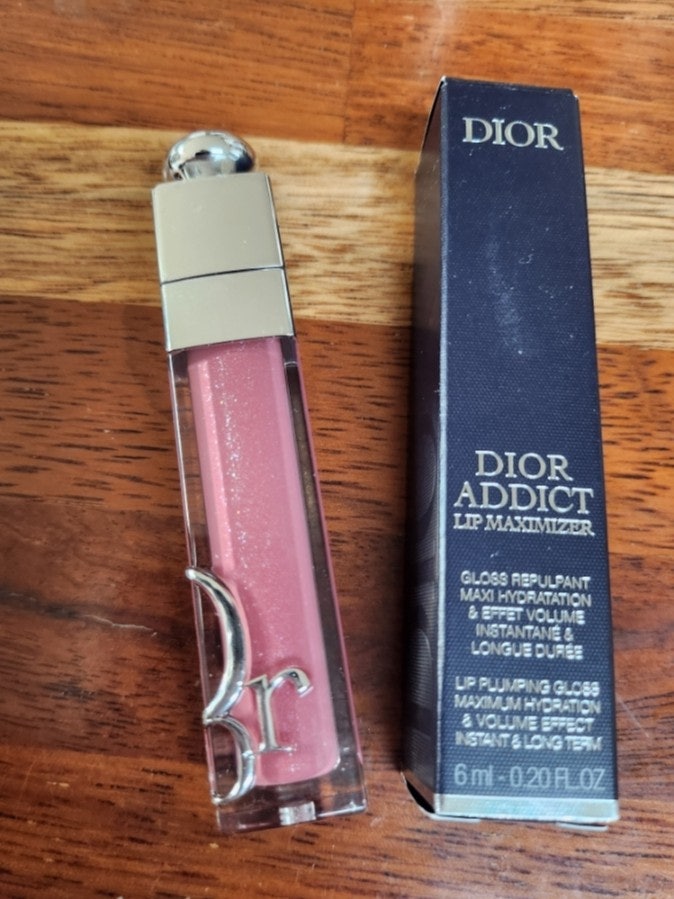 DIOR
DIOR
ADDICT
LIP MAXIMIZER
GLOSS REPULPANT
MAXI HYDRATATION
& EFFET VOLUME
INSTANTANÉ &
LONGUE DURÉE
LIP PLUMPING GLOSS
MAXIMUM HYDRATION
& VOLUME EFFECT
INSTANT & LONG TERM
6 ml - 0.20 FL.OZ